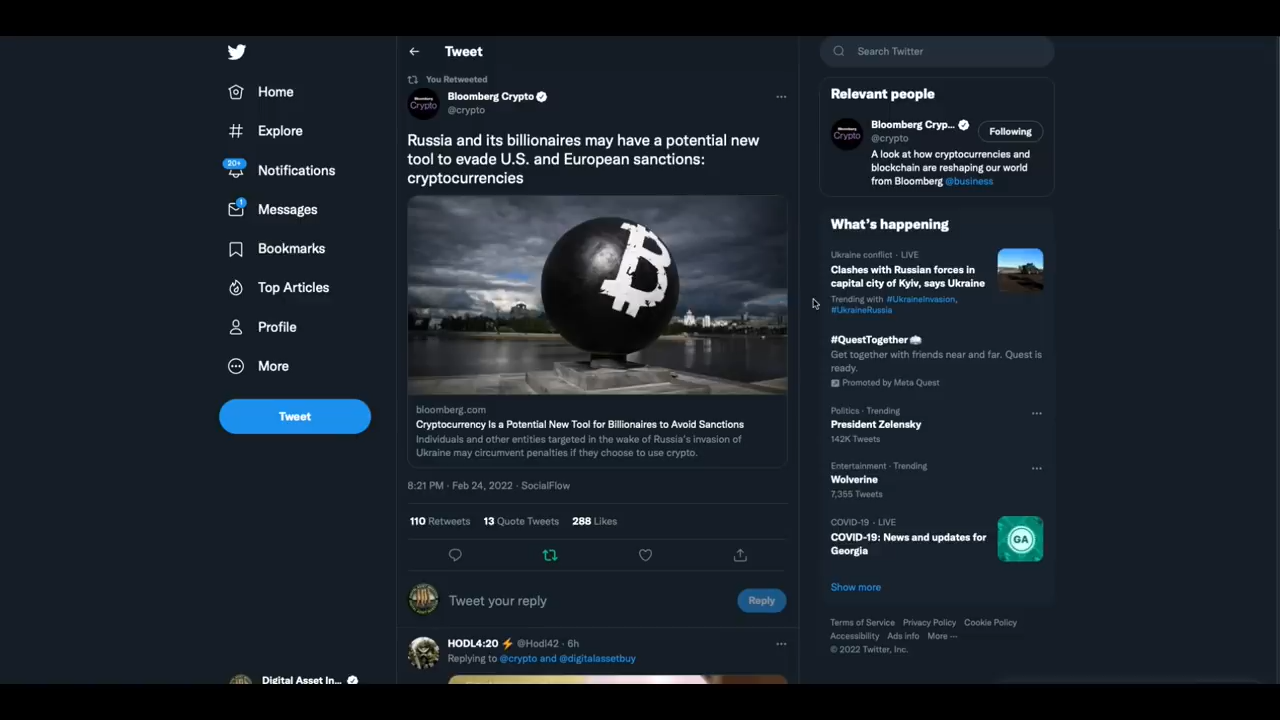 Home
Explore
20+
Notifications
1
Messages
Bookmarks
Top Articles
Profile
More
Tweet
Digital Asset In...
Tweet
You Retweeted
Bloomberg Crypto
@crypto
Russia and its billionaires may have a potential new
tool to evade U.S. and European sanctions:
cryptocurrencies
bloomberg.com
Cryptocurrency Is a Potential New Tool for Billionaires to Avoid Sanctions
Individuals and other entities targeted in the wake of Russia's invasion of
Ukraine may circumvent penalties if they choose to use crypto.
8:21 PM · Feb 24, 2022 · SocialFlow
110 Retweets 13 Quote Tweets 288 Likes
Tweet your reply
Reply
HODL4:20 ⚡ @Hodl42 · 6h
Replying to @crypto and @digitalassetbuy
Search Twitter
Relevant people
Bloomberg Cryp...
@crypto
Following
A look at how cryptocurrencies and
blockchain are reshaping our world
from Bloomberg @business
What's happening
Ukraine conflict · LIVE
Clashes with Russian forces in
capital city of Kyiv, says Ukraine
Trending with #UkraineInvasion,
#UkraineRussia
#QuestTogether
Get together with friends near and far. Quest is
ready.
Promoted by Meta Quest
Politics · Trending
President Zelensky
142K Tweets
Entertainment · Trending
Wolverine
7,355 Tweets
COVID-19 · LIVE
COVID-19: News and updates for
Georgia
GA
Show more
Terms of Service Privacy Policy Cookie Policy
Accessibility Ads info More ···
© 2022 Twitter, Inc.